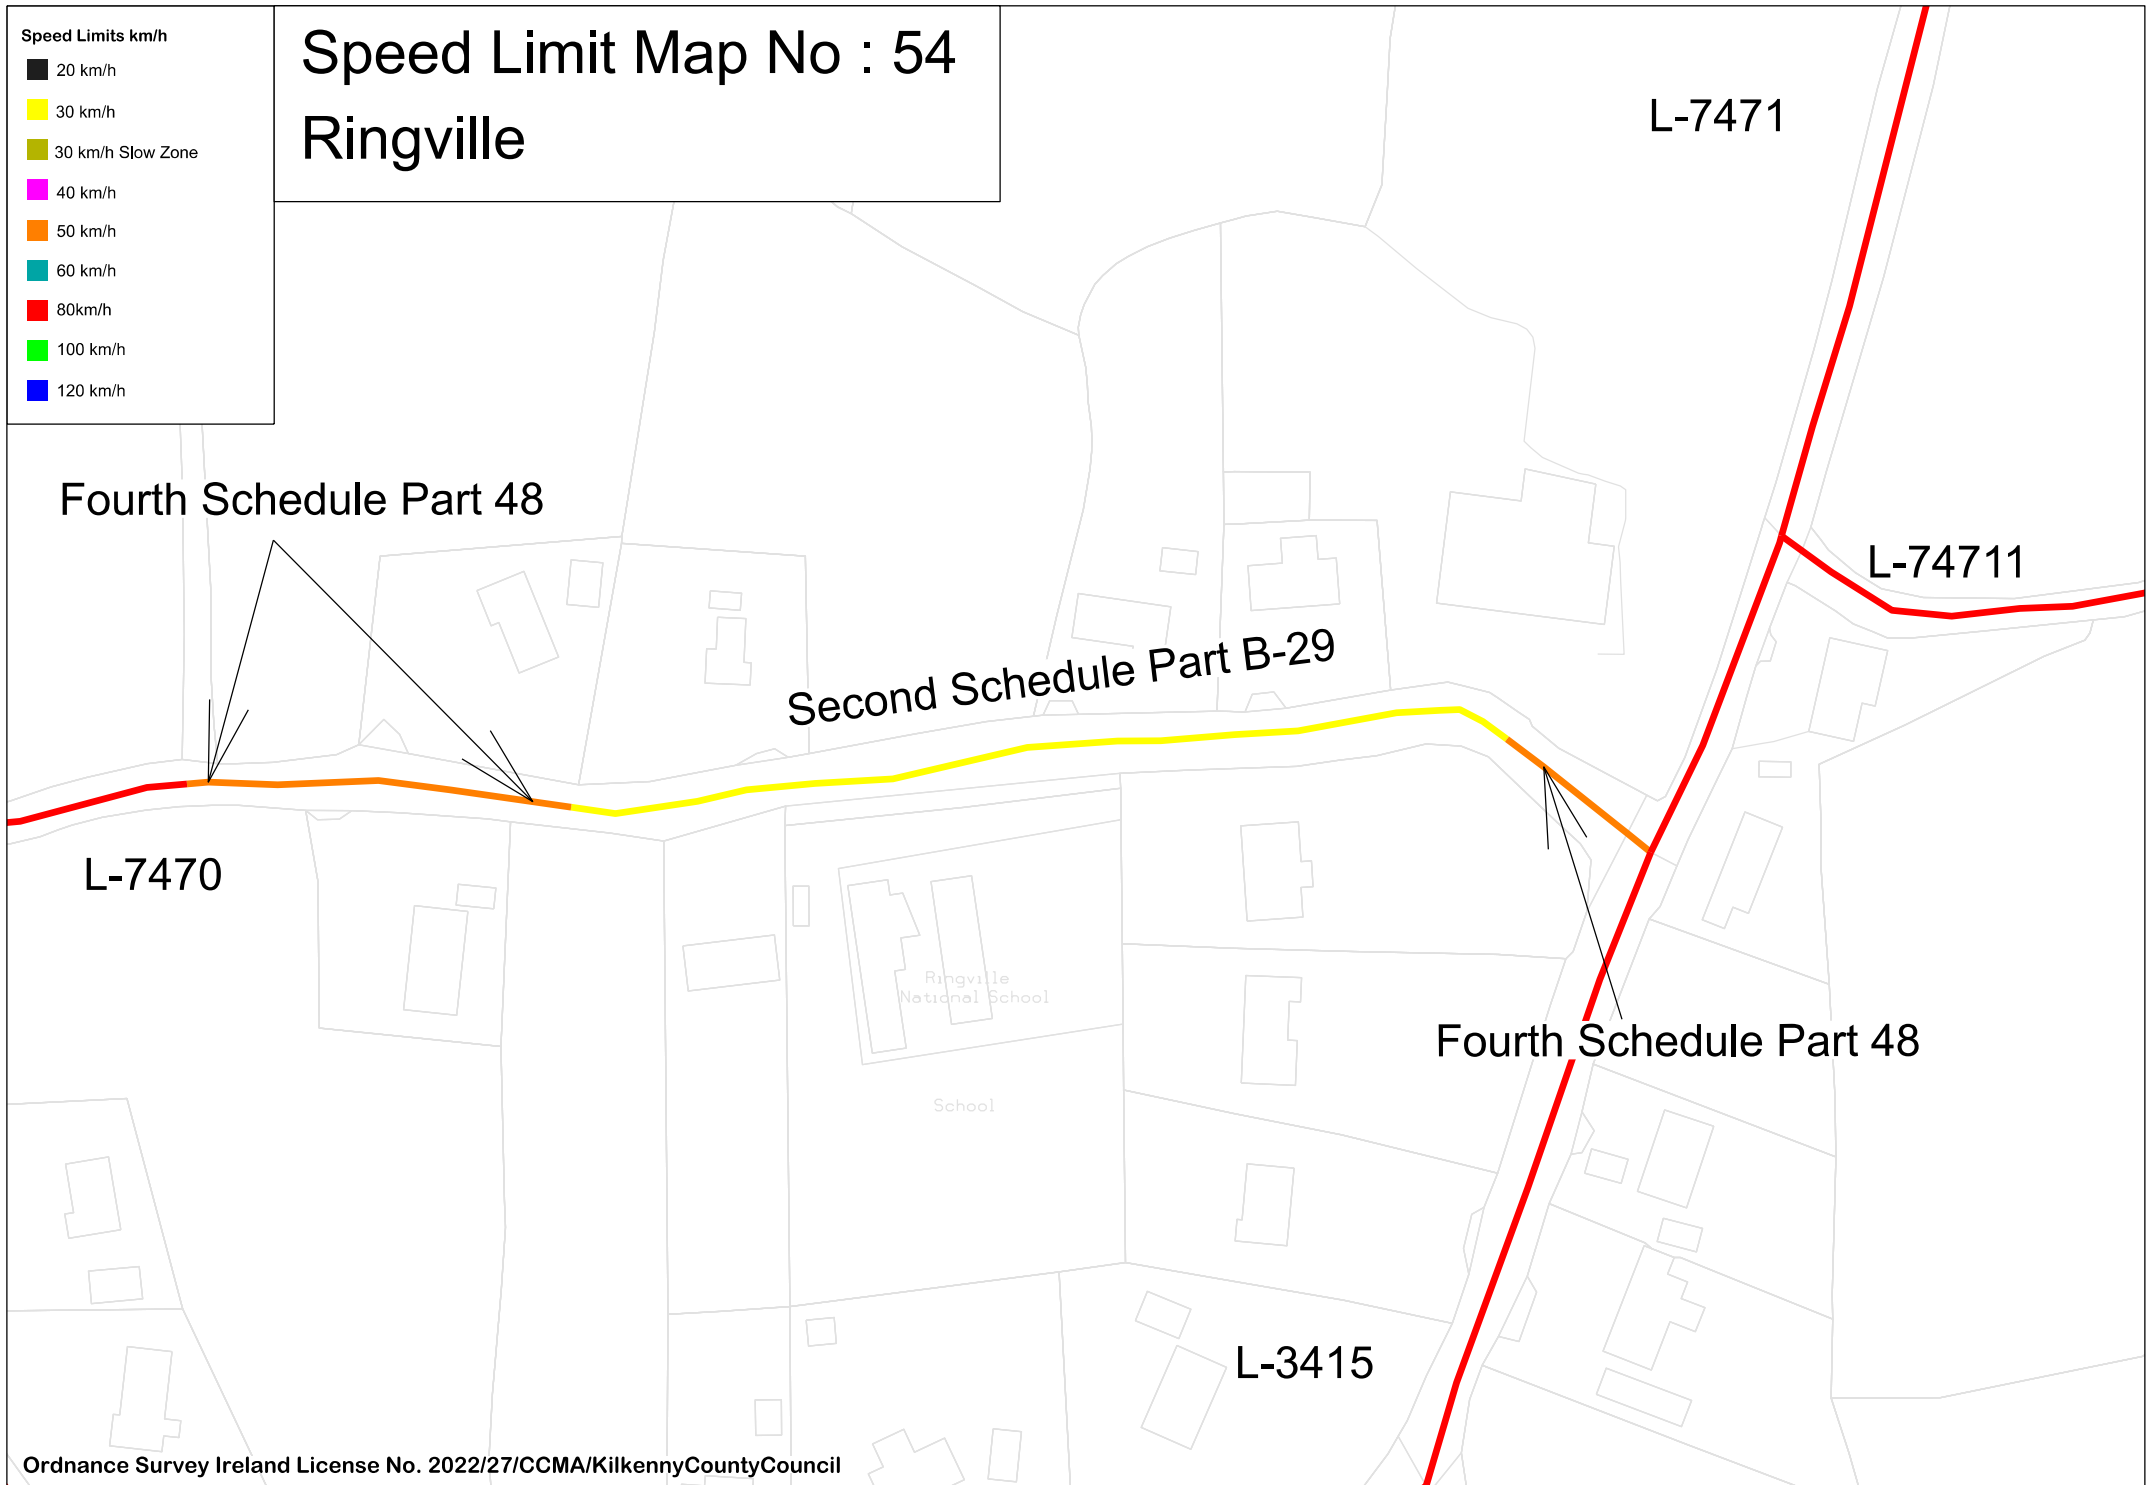 Speed Limits km/h
20 km/h
30 km/h
30 km/h Slow Zone
40 km/h
50 km/h
60 km/h
80km/h
100 km/h
120 km/h
Speed Limit Map No : 54
Ringville
L-7471
Fourth Schedule Part 48
L-74711
Second Schedule Part B-29
L-7470
Ringville
National School
Fourth Schedule Part 48
School
L-3415
Ordnance Survey Ireland License No. 2022/27/CCMA/KilkennyCountyCouncil